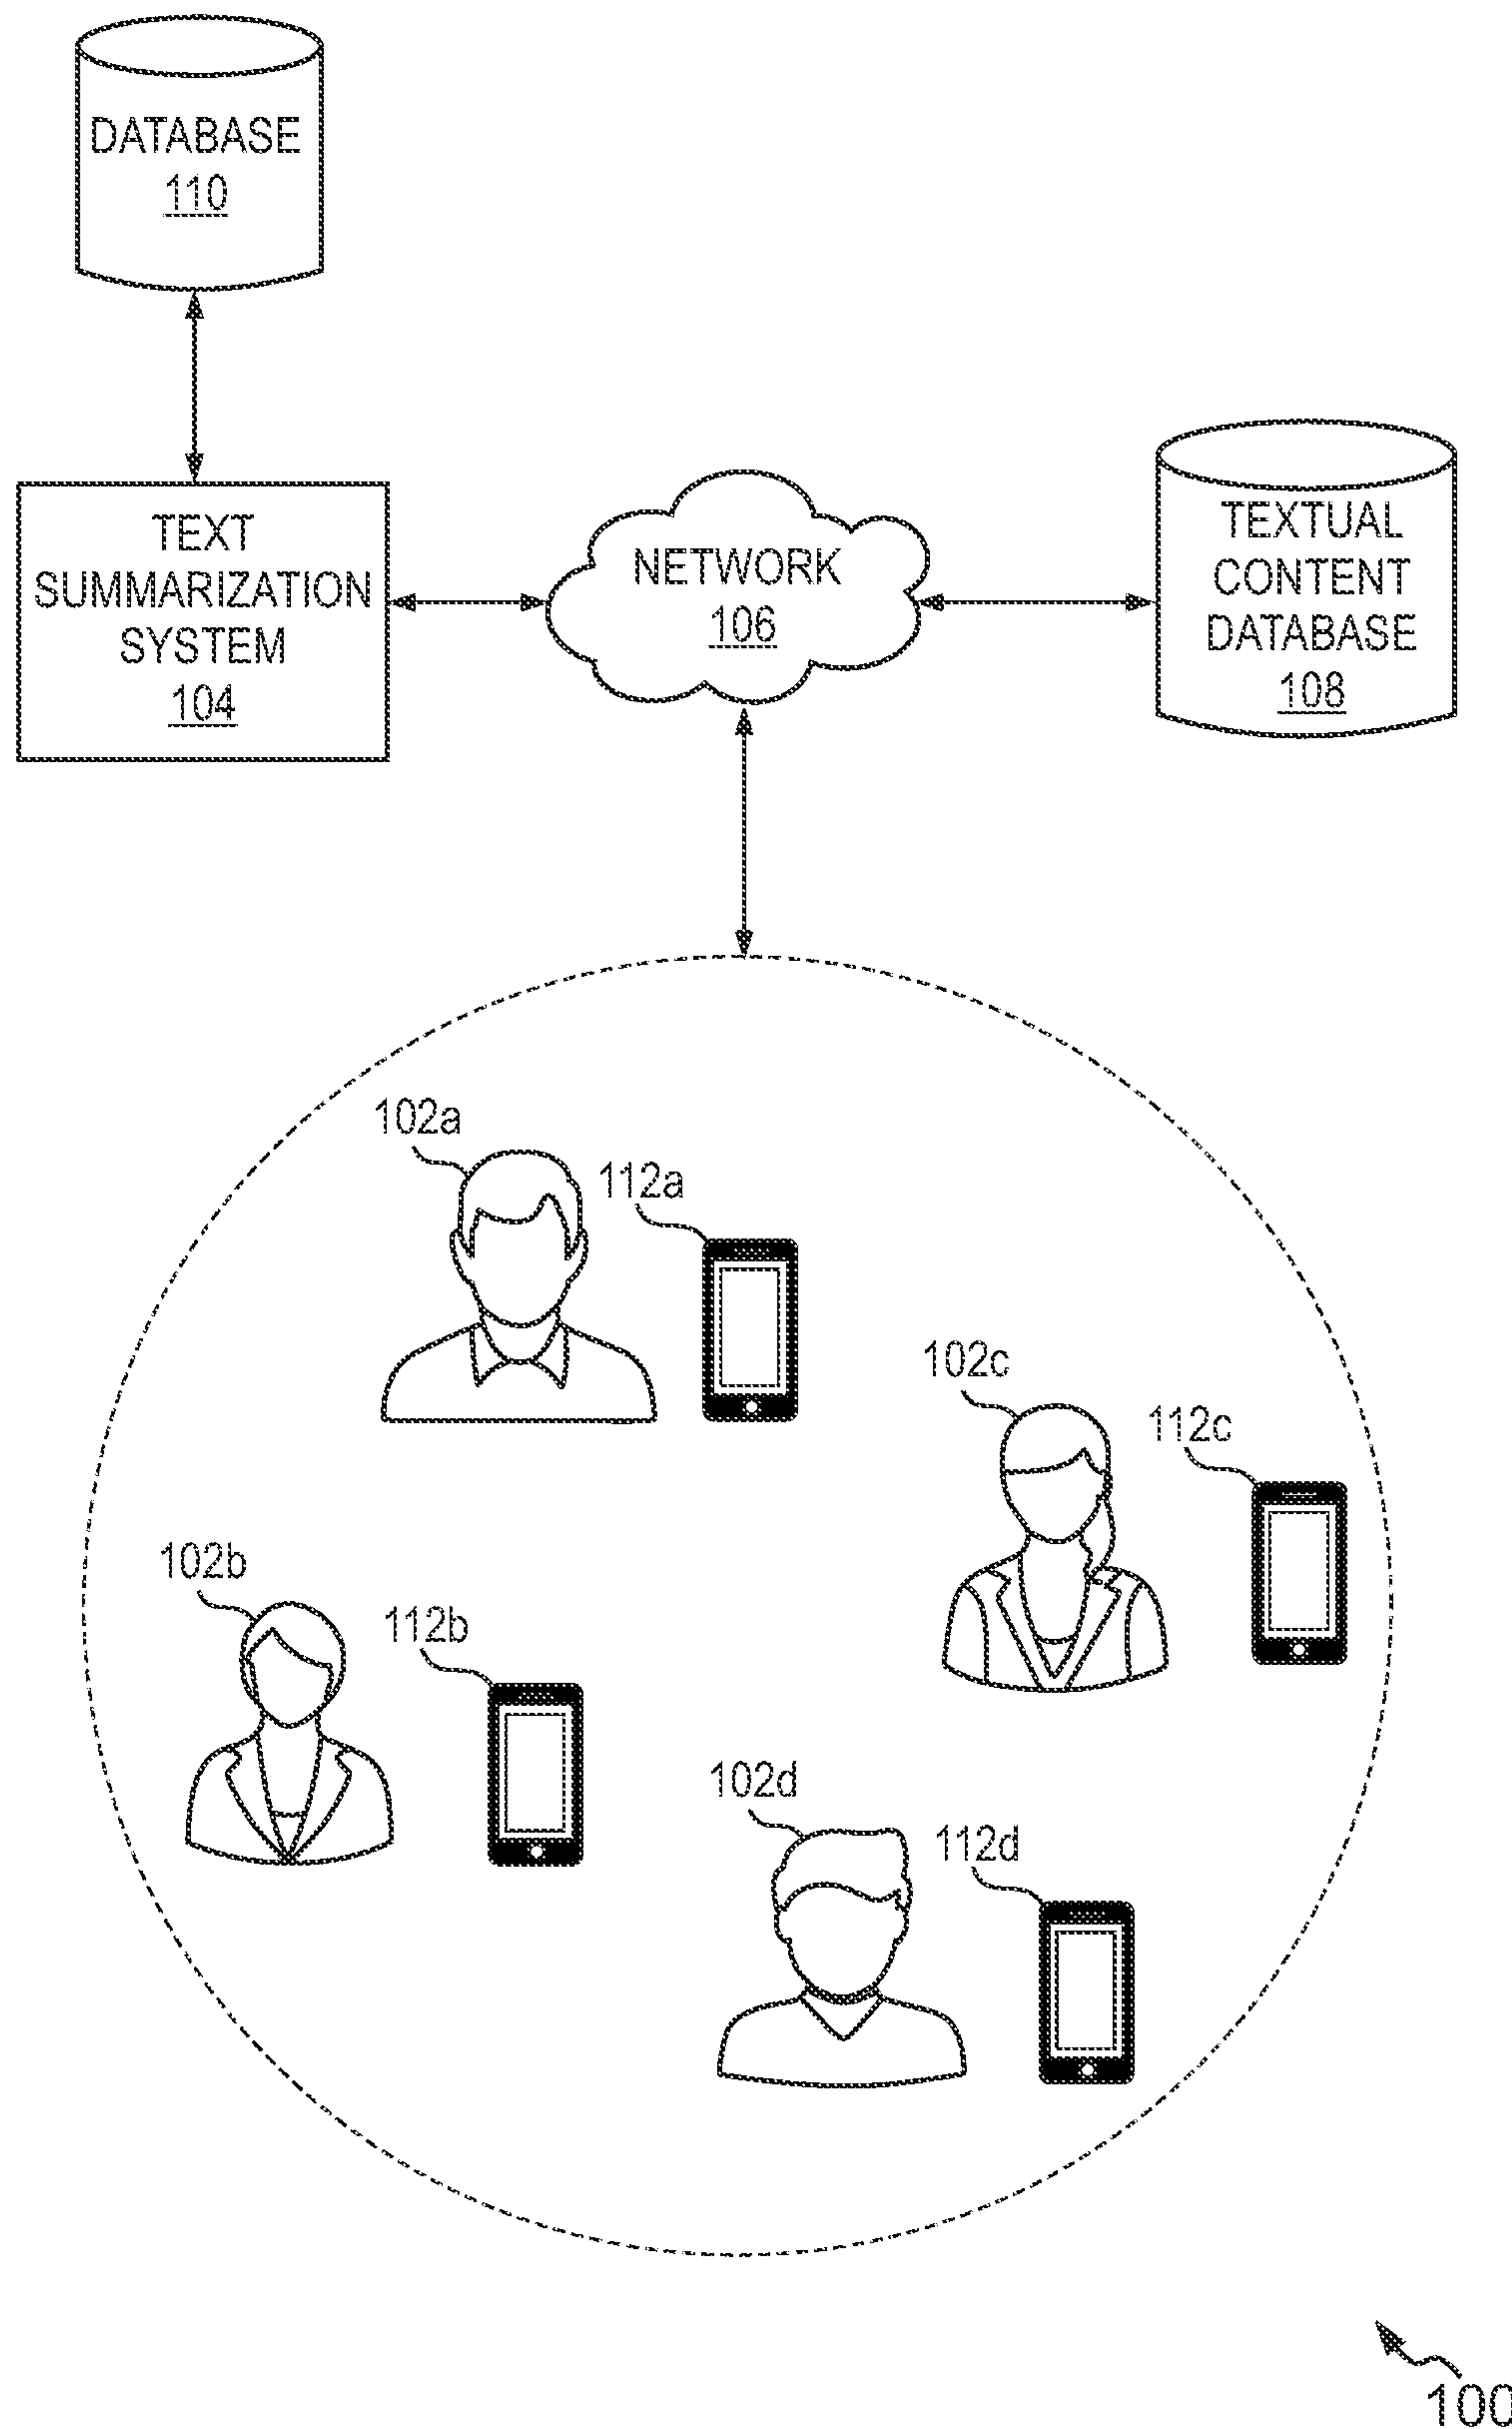 DATABASE
110
TEXT
SUMMARIZATION
SYSTEM
104
NETWORK
106
TEXTUAL
CONTENT
DATABASE
108
102a
112a
102c
112c
102b
112b
102d
112d
100